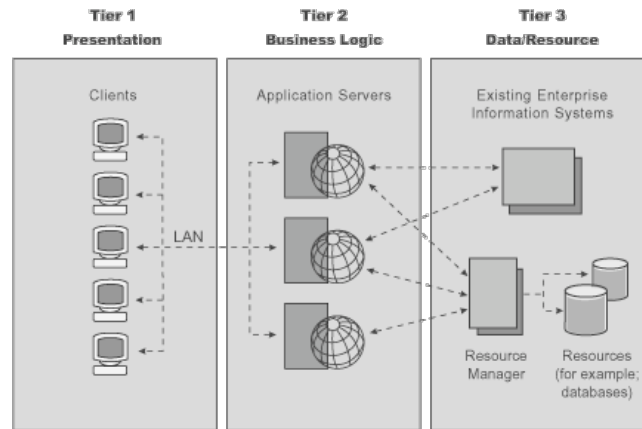 Tier 1
Presentation
Tier 2
Business Logic
Tier 3
Data/Resource
Clients
Application Servers
Existing Enterprise
Information Systems
LAN
Resource
Manager
Resources
(for example;
databases)